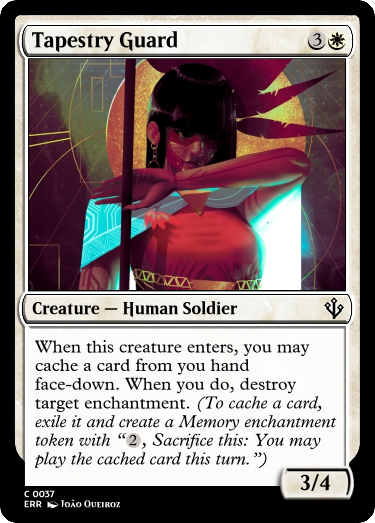 Tapestry Guard 3
Creature — Human Soldier
When this creature enters, you may
cache a card from you hand
face-down. When you do, destroy
target enchantment. (To cache a card,
exile it and create a Memory enchantment
token with “2, Sacrifice this: You may
play the cached card this turn.”)
3/4
C 0037
ERR João Queiroz